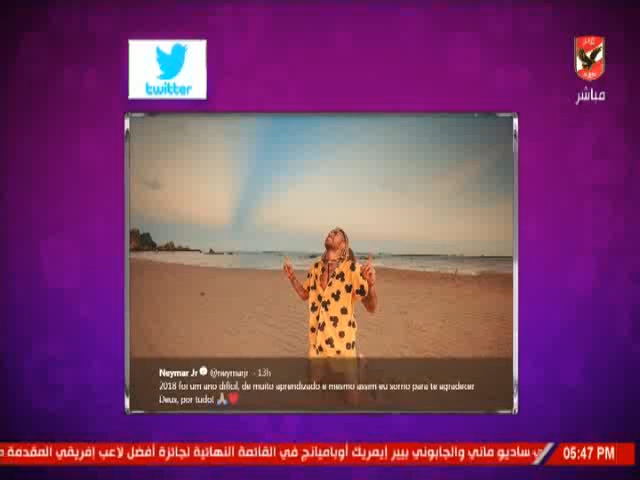 twitter
مباشر
Neymar Jr @neymarjr · 13h
2018 foi um ano difícil, de muito aprendizado e mesmo assim eu sorrio para te agradecer
Deus, por tudo!
ساديو ماني والجابوني بيير إيمريك أوباميانج في القائمة النهائية لجائزة أفضل لاعب إفريقي المقدمة
05:47 PM